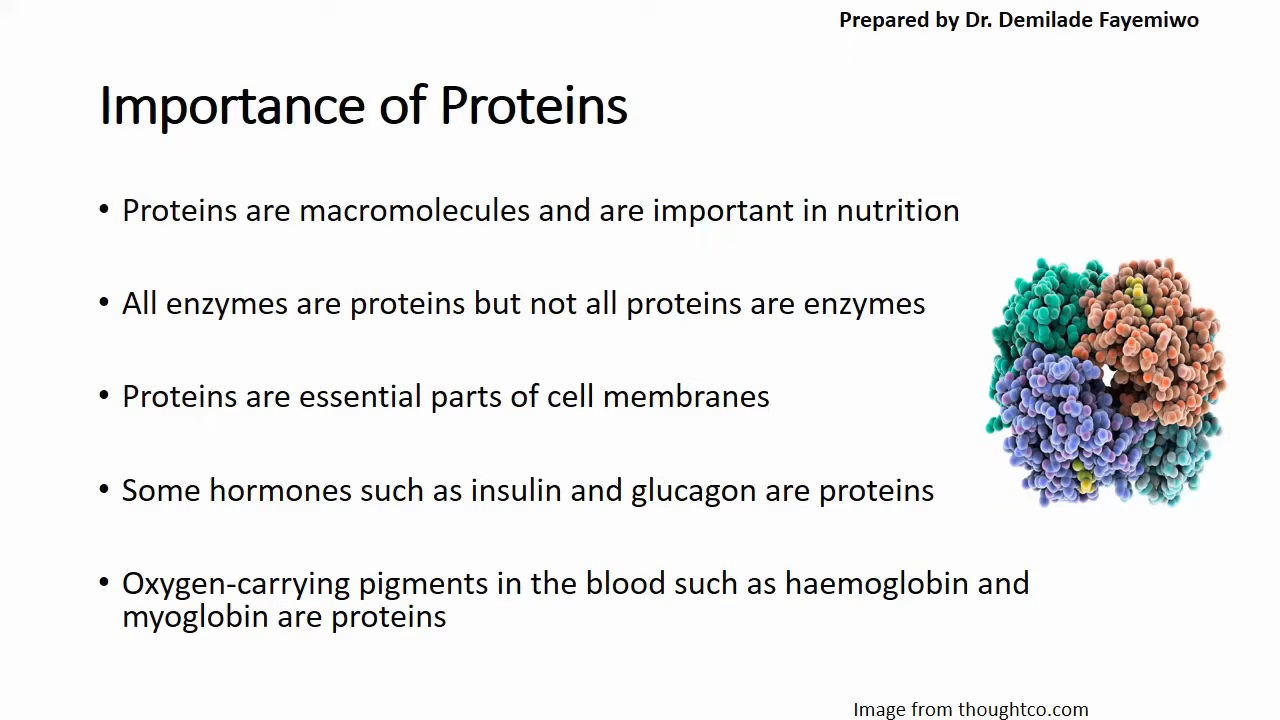 Prepared by Dr. Demilade Fayemiwo
Importance of Proteins
• Proteins are macromolecules and are important in nutrition
• All enzymes are proteins but not all proteins are enzymes
• Proteins are essential parts of cell membranes
• Some hormones such as insulin and glucagon are proteins
• Oxygen-carrying pigments in the blood such as haemoglobin and
myoglobin are proteins
Image from thoughtco.com